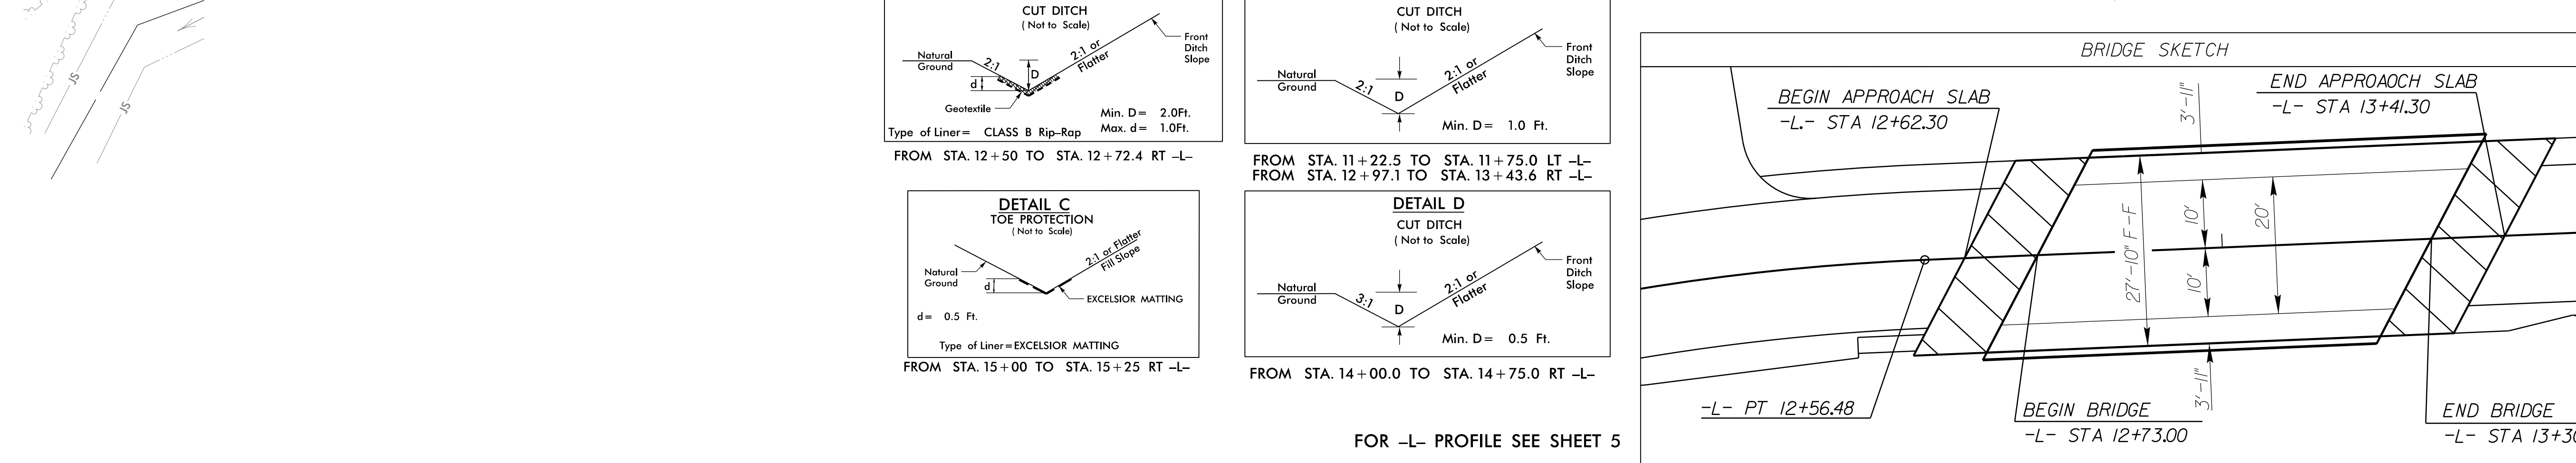 JS
JS
CUT DITCH
( Not to Scale)
Natural
Ground
2:1
D
d
2:1 or
Flatter
Front
Ditch
Slope
Geotextile
Min. D= 2.0Ft.
Max. d= 1.0Ft.
Type of Liner= CLASS B Rip-Rap
FROM STA. 12+50 TO STA. 12+72.4 RT -L-
CUT DITCH
( Not to Scale)
Natural
Ground
2:1
D
2:1 or
Flatter
Front
Ditch
Slope
Min. D= 1.0 Ft.
FROM STA. 11+22.5 TO STA. 11+75.0 LT -L-
FROM STA. 12+97.1 TO STA. 13+43.6 RT -L-
DETAIL C
TOE PROTECTION
( Not to Scale)
Natural
Ground
d
2:1 or Flatter
Fill Slope
EXCELSIOR MATTING
d= 0.5 Ft.
Type of Liner=EXCELSIOR MATTING
FROM STA. 15+00 TO STA. 15+25 RT -L-
DETAIL D
CUT DITCH
( Not to Scale)
Natural
Ground
3:1
D
2:1 or
Flatter
Front
Ditch
Slope
Min. D= 0.5 Ft.
FROM STA. 14+00.0 TO STA. 14+75.0 RT -L-
FOR -L- PROFILE SEE SHEET 5
BRIDGE SKETCH
BEGIN APPROACH SLAB
-L.- STA 12+62.30
3'-11"
END APPROAOCH SLAB
-L- STA 13+41.30
27'-10" F-F
10'
10'
20'
L
3'-11"
-L- PT 12+56.48
BEGIN BRIDGE
-L- STA 12+73.00
END BRIDGE
-L- STA